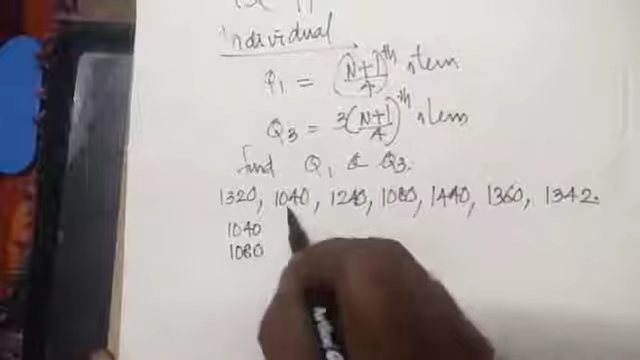 Individual
Q1 = (N+1/4)th item
Q3 = 3(N+1/4)th item
find Q1 & Q3.
1320, 1040, 1240, 1080, 1440, 1360, 1342.
1040
1080